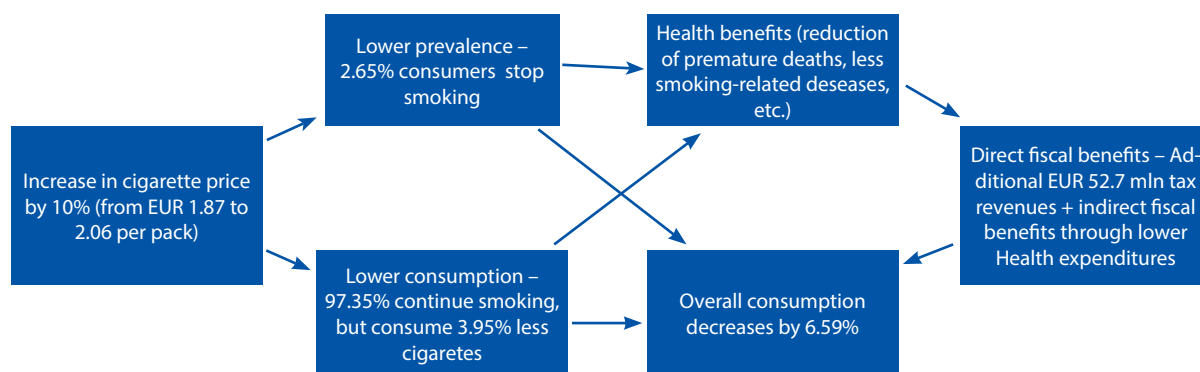 Increase in cigarette price
by 10% (from EUR 1.87 to
2.06 per pack)
Lower prevalence –
2.65% consumers stop
smoking
Lower consumption –
97.35% continue smoking,
but consume 3.95% less
cigaretes
Health benefits (reduction
of premature deaths, less
smoking-related deseases,
etc.)
Overall consumption
decreases by 6.59%
Direct fiscal benefits – Ad-
ditional EUR 52.7 mln tax
revenues + indirect fiscal
benefits through lower
Health expenditures